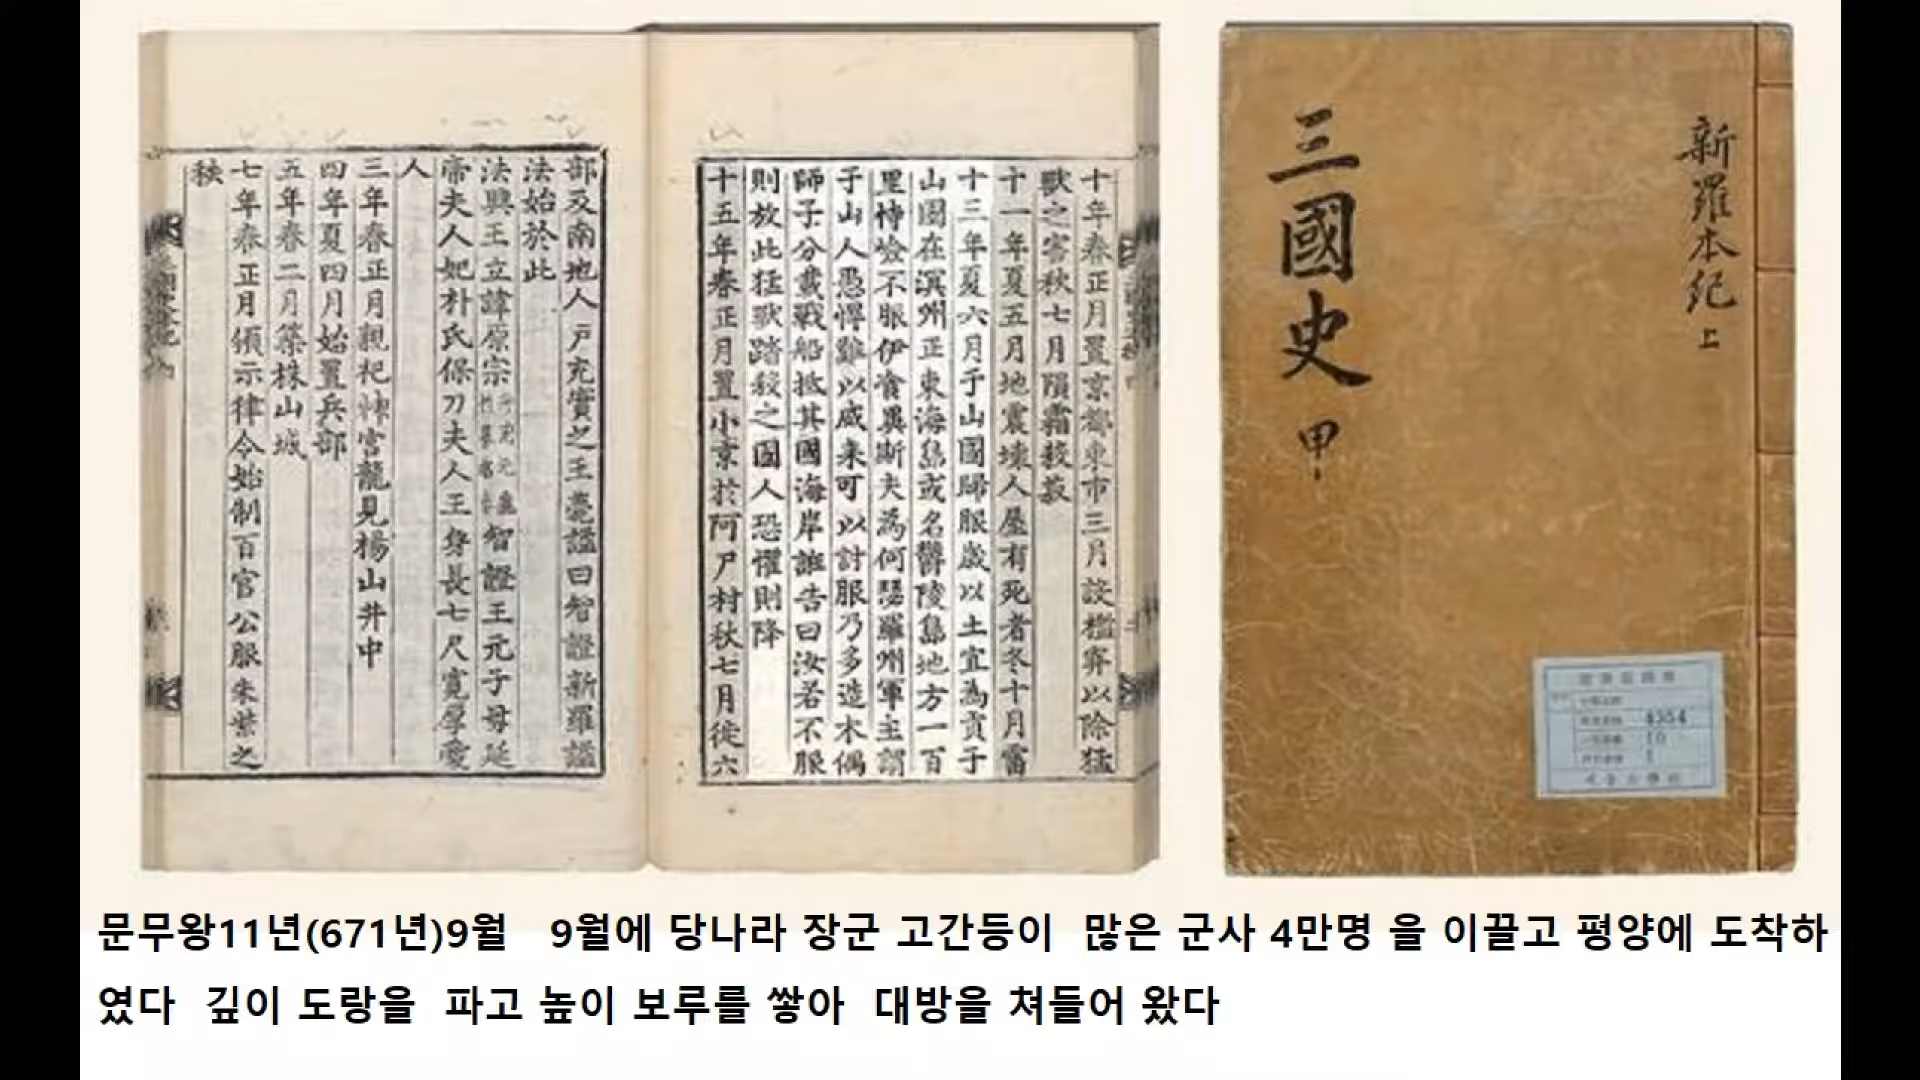 十年春正月置京都東市三月設檻穽以除猛
獸之害秋七月隕霜殺菽
十一年夏五月地震壞人屋有死者冬十月雷
十三年夏六月于山國歸服歲以土宜為貢于
山國在溟州正東海島或名鬱陵島地方一百
里恃嶮不服伊飡異斯夫為何瑟羅州軍主謂
于山人愚悍難以威来可以計服乃多造木偶
師子分載戰船抵其國海岸誑告曰汝若不服
則放此猛獸踏殺之國人恐懼則降
十五年春正月置小京於阿尸村秋七月徙六
部及南地人戶充實之王薨謚曰智證新羅謚
法始於此
法興王立諱原宗智證王元子母延
帝夫人妃朴氏保刀夫人王身長七尺寬厚愛
人
三年春正月親祀神宮龍見楊山井中
四年夏四月始置兵部
五年春二月築株山城
七年春正月頒示律令始制百官公服朱紫之
秩
新羅本紀上
三國史 甲
4354
10
1
문무왕11년(671년)9월 9월에 당나라 장군 고간등이 많은 군사 4만명 을 이끌고 평양에 도착하
였다 깊이 도랑을 파고 높이 보루를 쌓아 대방을 쳐들어 왔다